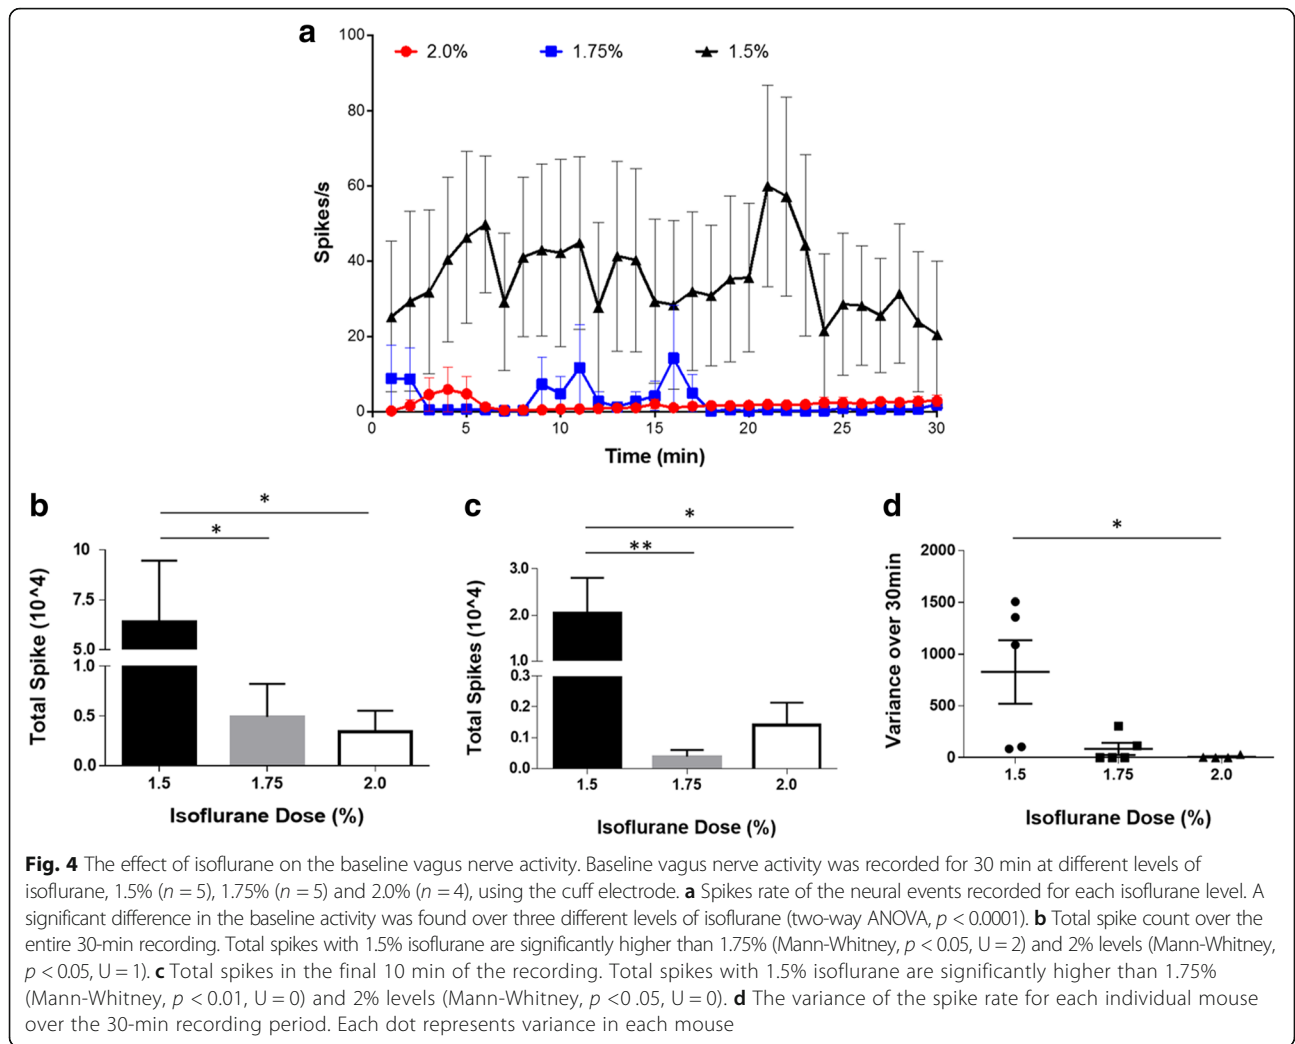 a
100
2.0%
1.75%
1.5%
80
60
40
20
0
Spikes/s
0 5 10 15 20 25 30
Time (min)
b
*
*
10
7.5
5.0
1.0
0.5
0.0
Total Spike (10^4)
1.5 1.75 2.0
Isoflurane Dose (%)
c
*
**
3.0
2.0
1.0
0.3
0.2
0.1
0.0
Total Spikes (10^4)
1.5 1.75 2.0
Isoflurane Dose (%)
d
*
2000
1500
1000
500
0
Variance over 30min
1.5 1.75 2.0
Isoflurane Dose (%)
Fig. 4 The effect of isoflurane on the baseline vagus nerve activity. Baseline vagus nerve activity was recorded for 30 min at different levels of
isoflurane, 1.5% (n = 5), 1.75% (n = 5) and 2.0% (n = 4), using the cuff electrode. a Spikes rate of the neural events recorded for each isoflurane level. A
significant difference in the baseline activity was found over three different levels of isoflurane (two-way ANOVA, p < 0.0001). b Total spike count over the
entire 30-min recording. Total spikes with 1.5% isoflurane are significantly higher than 1.75% (Mann-Whitney, p < 0.05, U = 2) and 2% levels (Mann-Whitney,
p < 0.05, U = 1). c Total spikes in the final 10 min of the recording. Total spikes with 1.5% isoflurane are significantly higher than 1.75%
(Mann-Whitney, p < 0.01, U = 0) and 2% levels (Mann-Whitney, p <0 .05, U = 0). d The variance of the spike rate for each individual mouse
over the 30-min recording period. Each dot represents variance in each mouse